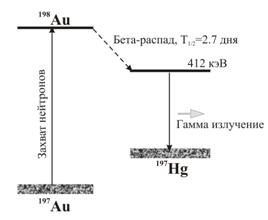 ¹⁹⁸Au
Бета-распад, T₁/₂=2.7 дня
412 кэВ
Захват нейтронов
Гамма излучение
¹⁹⁷Hg
¹⁹⁷Au